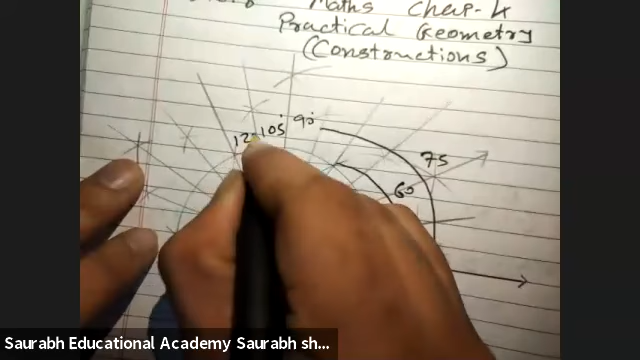 Maths Chap-4
Practical Geometry
(Constructions)
12
105°
90°
75
60
Saurabh Educational Academy Saurabh sh...